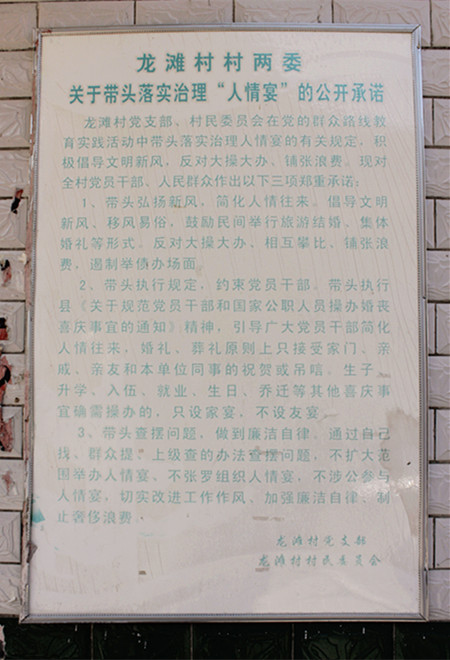 龙滩村村两委
关于带头落实治理“人情宴”的公开承诺
龙滩村党支部、村民委员会在党的群众路线教
育实践活动中带头落实治理人情宴的有关规定，积
极倡导文明新风，反对大操大办、铺张浪费。现对
全村党员干部、人民群众作出以下三项郑重承诺：
1、带头弘扬新风，简化人情往来。倡导文明
新风、移风易俗，鼓励民间举行旅游结婚、集体
婚礼等形式。反对大操大办、相互攀比、铺张浪
费，遏制举债办场面。
2、带头执行规定，约束党员干部。带头执行
县《关于规范党员干部和国家公职人员操办婚丧
喜庆事宜的通知》精神，引导广大党员干部简化
人情往来，婚礼、葬礼原则上只接受家门、亲
戚、亲友和本单位同事的祝贺或吊唁，生子、
升学、入伍、就业、生日、乔迁等其他喜庆事
宜确需操办的，只设家宴，不设友宴。
3、带头查摆问题，做到廉洁自律。通过自己
找、群众提、上级查的办法查摆问题，不扩大范
围举办人情宴、不张罗组织人情宴、不涉公参与
人情宴，切实改进工作作风、加强廉洁自律、制
止奢侈浪费。
龙滩村党支部
龙滩村村民委员会